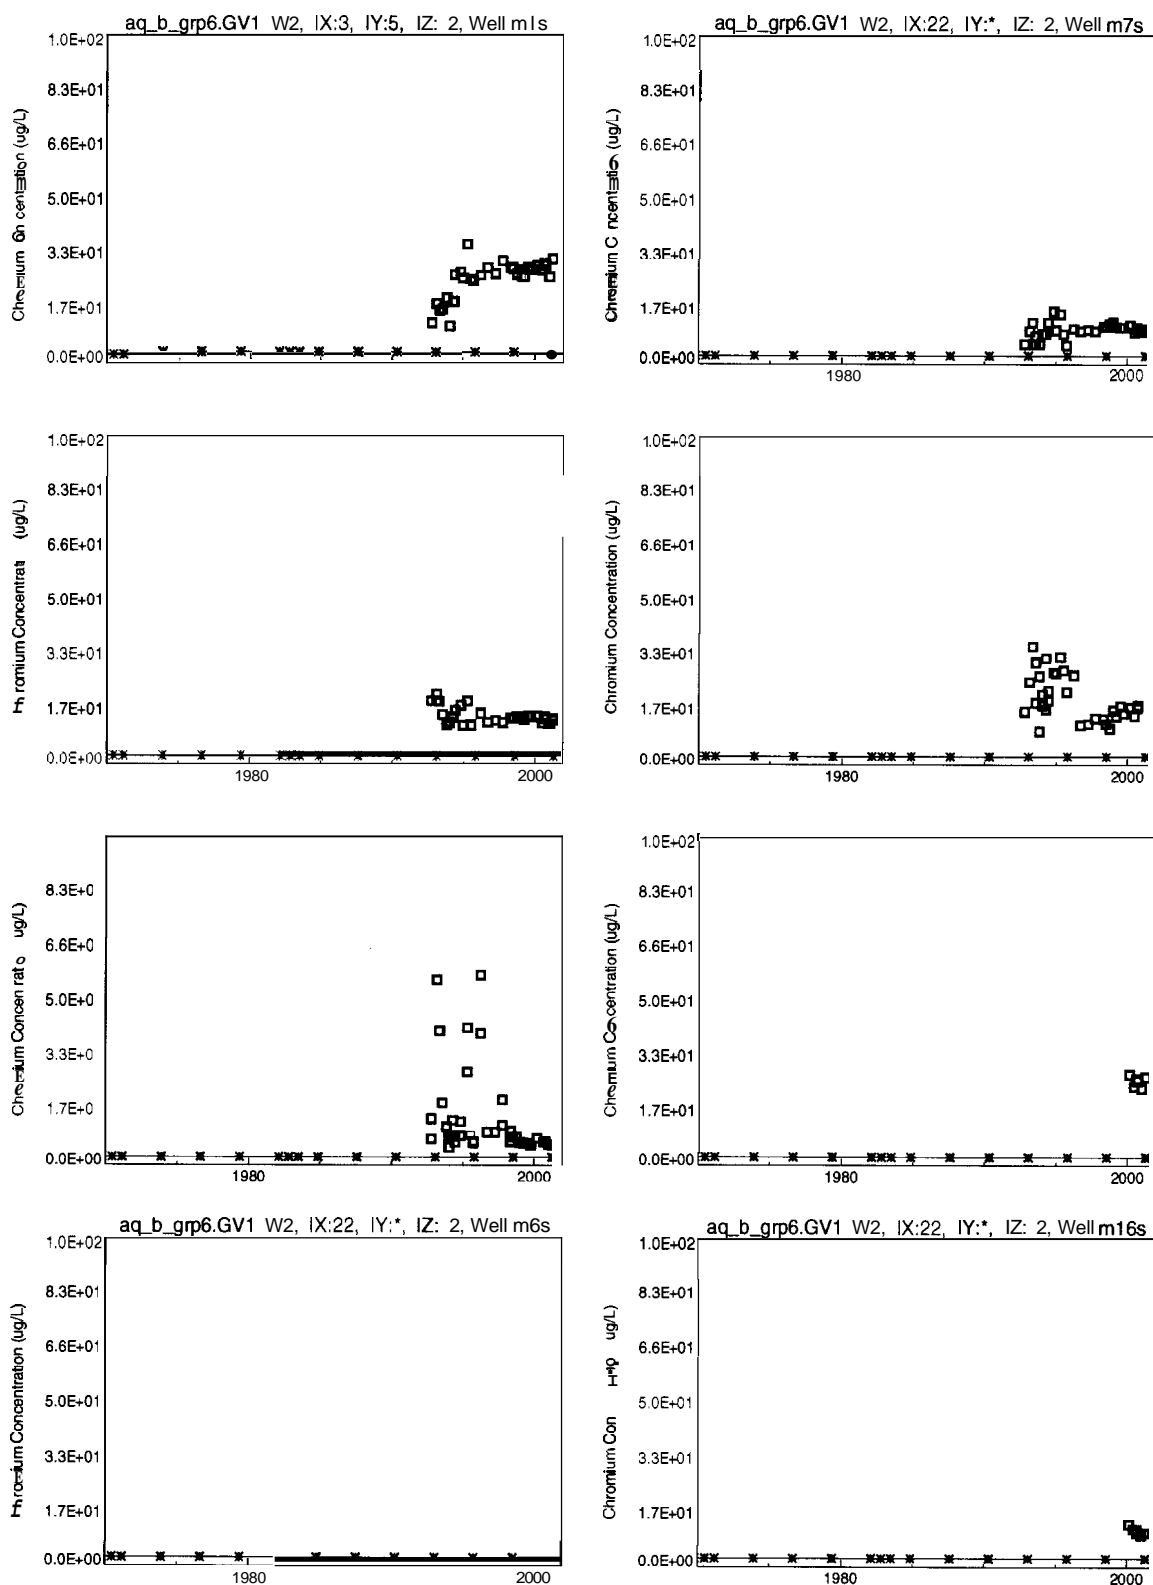 aq_b_grp6.GV1 W2, IX:3, IY:5, IZ: 2, Well m1s
1.0E+02
8.3E+01
6.6E+01
5.0E+01
3.3E+01
1.7E+01
0.0E+00
(ug/L)
aq_b_grp6.GV1 W2, IX:22, IY:*, IZ: 2, Well m7s
1.0E+02
8.3E+01
6.6E+01
5.0E+01
3.3E+01
1.7E+01
0.0E+00
1980
2000
Chromium (ug/L)
1.0E+02
8.3E+01
6.6E+01
5.0E+01
3.3E+01
1.7E+01
0.0E+00
1980
2000
(ug/L)
1.0E+02
8.3E+01
6.6E+01
5.0E+01
3.3E+01
1.7E+01
0.0E+00
1980
2000
Chromium Concentration (ug/L)
8.3E+0
6.6E+0
5.0E+0
3.3E+0
1.7E+0
0.0E+00
1980
2000
ug/L)
1.0E+02
8.3E+01
6.6E+01
5.0E+01
3.3E+01
1.7E+01
0.0E+00
1980
2000
(ug/L)
aq_b_grp6.GV1 W2, IX:22, IY:*, IZ: 2, Well m6s
1.0E+02
8.3E+01
6.6E+01
5.0E+01
3.3E+01
1.7E+01
0.0E+00
1980
2000
Concentration (ug/L)
aq_b_grp6.GV1 W2, IX:22, IY:*, IZ: 2, Well m16s
1.0E+02
8.3E+01
6.6E+01
5.0E+01
3.3E+01
1.7E+01
0.0E+00
1980
2000
Chromium Con ug/L)